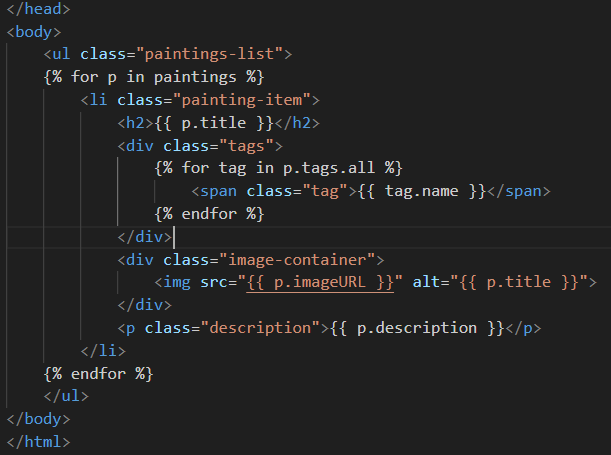 </head>
<body>
    <ul class="paintings-list">
    {% for p in paintings %}
        <li class="painting-item">
            <h2>{{ p.title }}</h2>
            <div class="tags">
                {% for tag in p.tags.all %}
                    <span class="tag">{{ tag.name }}</span>
                {% endfor %}
            </div>
            <div class="image-container">
                <img src="{{ p.imageURL }}" alt="{{ p.title }}">
            </div>
            <p class="description">{{ p.description }}</p>
        </li>
    {% endfor %}
    </ul>
</body>
</html>